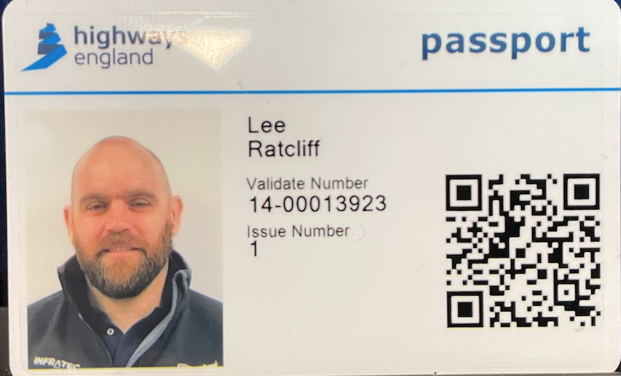 highways
england
passport
Lee
Ratcliff
Validate Number
14-00013923
Issue Number
1
INFRATEC